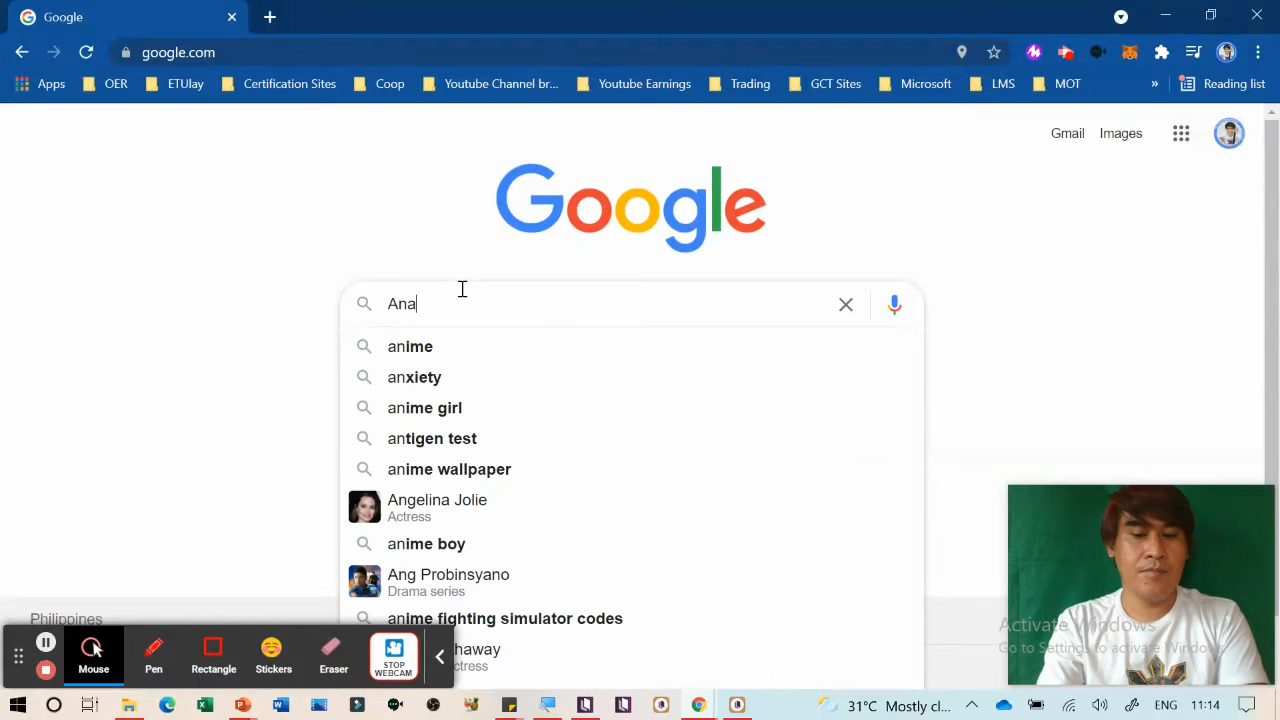 Google
google.com
Apps
OER
ETUlay
Certification Sites
Coop
Youtube Channel br...
Youtube Earnings
Trading
GCT Sites
Microsoft
LMS
MOT
»
Reading list
Gmail
Images
Google
Ana
anime
anxiety
anime girl
antigen test
anime wallpaper
Angelina Jolie
Actress
anime boy
Ang Probinsyano
Drama series
anime fighting simulator codes
haway
ctress
Philippines
Mouse
Pen
Rectangle
Stickers
Eraser
STOP
WEBCAM
Activate Windows
Go to Settings to activate Windows.
31°C Mostly cl...
ENG
11:14